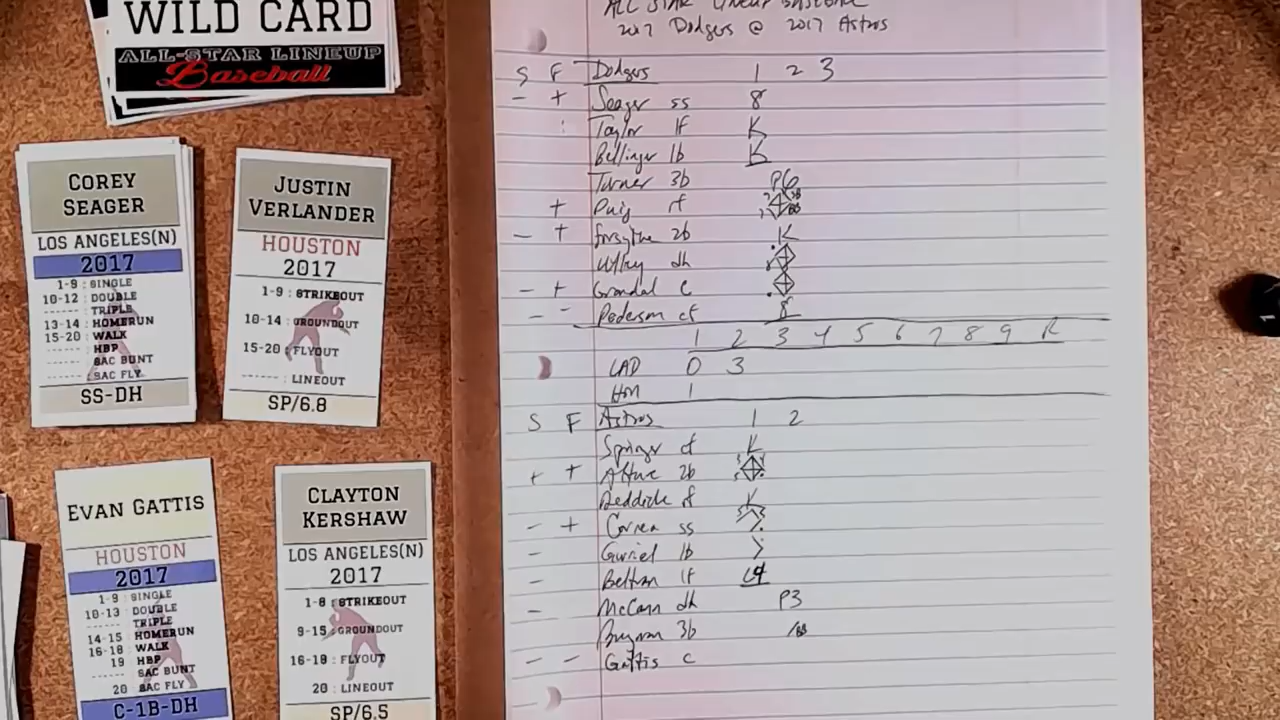 WILD CARD
ALL-STAR LINEUP
Baseball
COREY
SEAGER
LOS ANGELES(N)
2017
1-9 : SINGLE
10-12 : DOUBLE
------ : TRIPLE
13-14 : HOMERUN
15-20 : WALK
------ : HBP
------ : SAC BUNT
------ : SAC FLY
SS-DH
JUSTIN
VERLANDER
HOUSTON
2017
1-9 : STRIKEOUT
10-14 : GROUNDOUT
15-20 : FLYOUT
------ : LINEOUT
SP/6.8
EVAN GATTIS
HOUSTON
2017
1-9 : SINGLE
10-13 : DOUBLE
------ : TRIPLE
14-15 : HOMERUN
16-18 : WALK
19 : HBP
------ : SAC BUNT
20 : SAC FLY
C-1B-DH
CLAYTON
KERSHAW
LOS ANGELES(N)
2017
1-8 : STRIKEOUT
9-15 : GROUNDOUT
16-18 : FLYOUT
20 : LINEOUT
SP/6.5
ALL STAR Lineup Baseball
2017 Dodgers @ 2017 Astros
S F Dodgers 1 2 3
- + Seager ss 8
Taylor lf K
Bellinger 1b K
Turner 3b P6
+ Puig rf
- + Forsythe 2b K
Utley dh
- + Grandal c
- - Pederson cf 8
1 2 3 4 5 6 7 8 9 R
LAD 0 3
HOU 1
S F Astros 1 2
Springer cf K
+ + Altuve 2b
Reddick rf K
- + Correa ss
- Gurriel 1b
- Beltran lf L4
- McCann dh P3
Bregman 3b
- - Gattis c